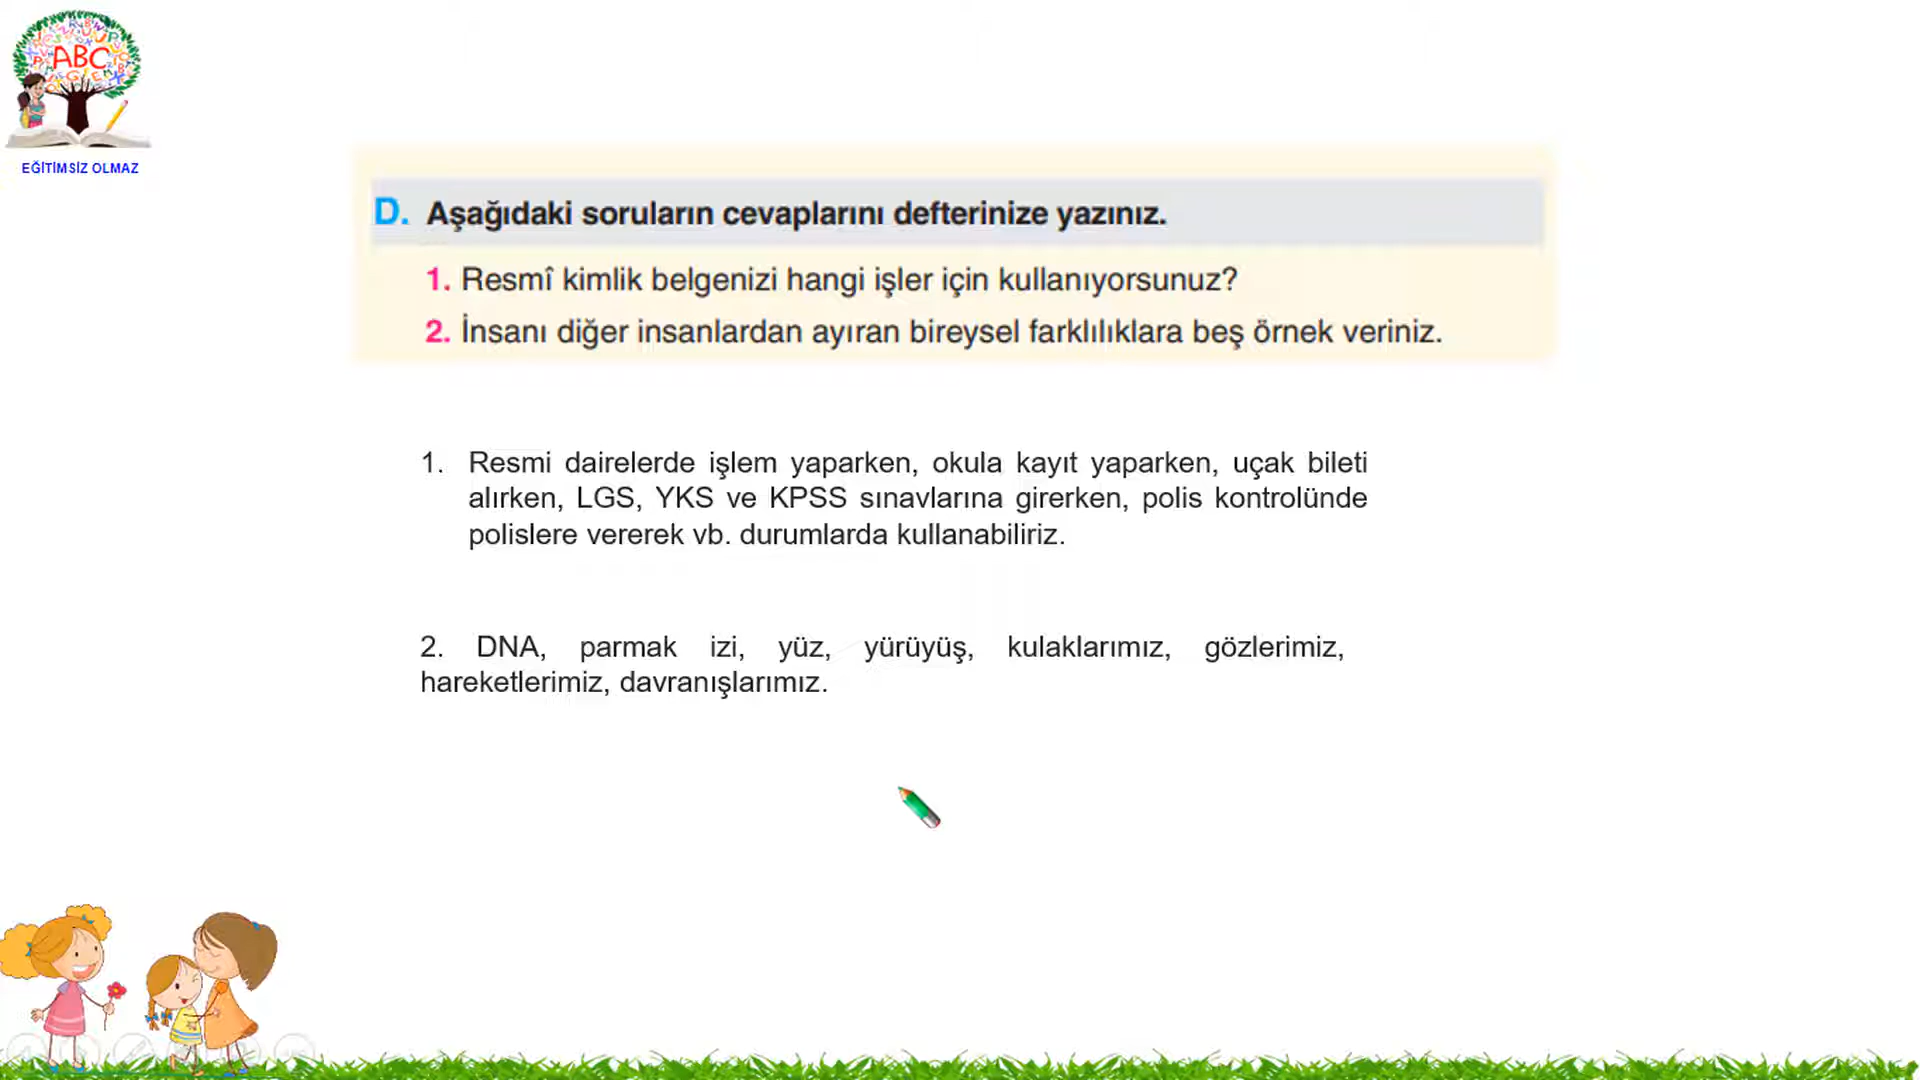 ABC
EĞİTİMSİZ OLMAZ
D. Aşağıdaki soruların cevaplarını defterinize yazınız.
1. Resmî kimlik belgenizi hangi işler için kullanıyorsunuz?
2. İnsanı diğer insanlardan ayıran bireysel farklılıklara beş örnek veriniz.
1. Resmi dairelerde işlem yaparken, okula kayıt yaparken, uçak bileti
alırken, LGS, YKS ve KPSS sınavlarına girerken, polis kontrolünde
polislere vererek vb. durumlarda kullanabiliriz.
2. DNA, parmak izi, yüz, yürüyüş, kulaklarımız, gözlerimiz,
hareketlerimiz, davranışlarımız.